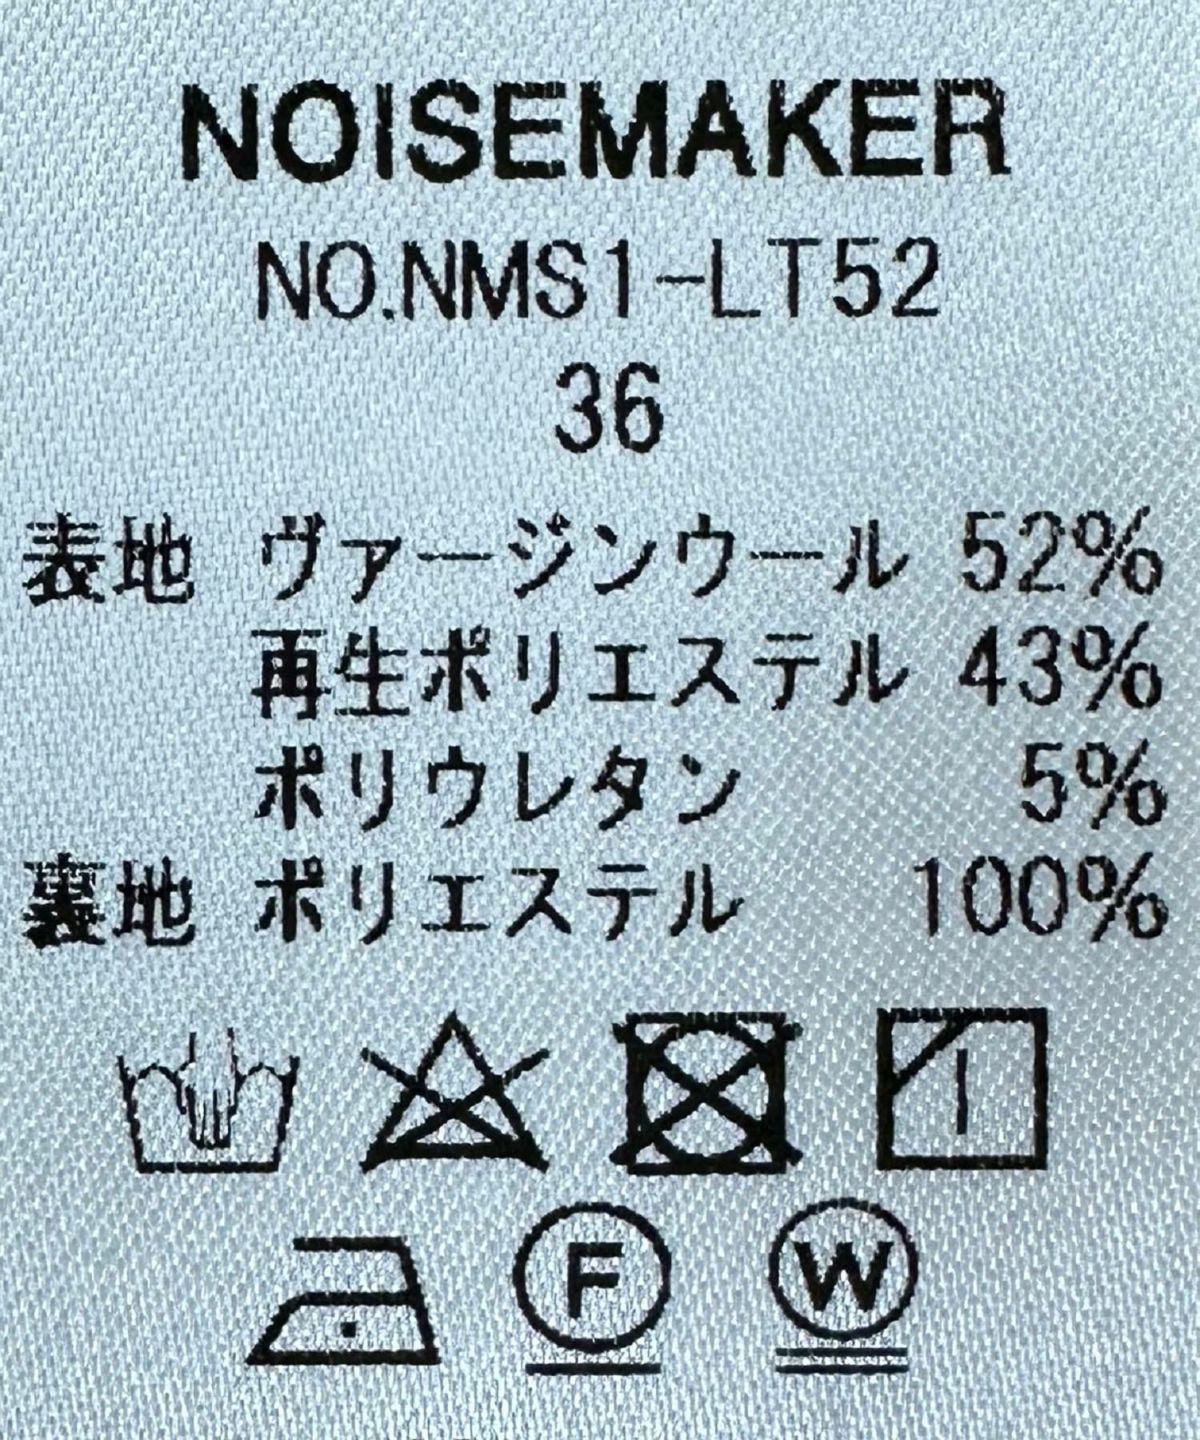 NOISEMAKER
NO.NMS1-LT52
36
表地 ヴァージンウール 52%
再生ポリエステル 43%
ポリウレタン 5%
裏地 ポリエステル 100%
F W